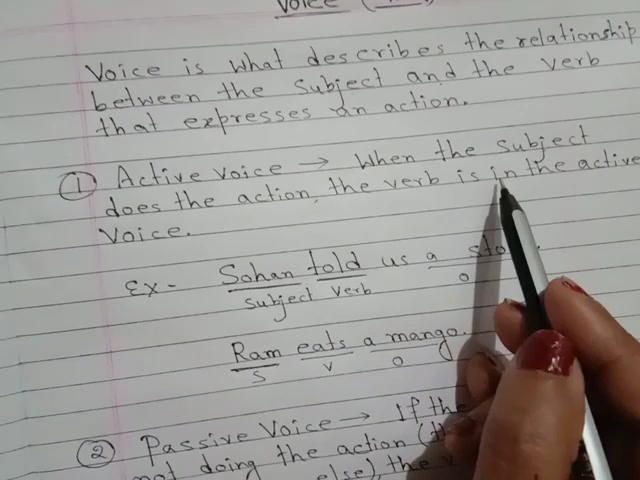 Voice
Voice is what describes the relationship
between the subject and the verb
that expresses an action.
① Active voice → When the subject
does the action, the verb is in the active
Voice.
Ex- Sohan told us a
subject verb O
Ram eats a mango.
S V O
② Passive Voice → If the
not doing the action
else), the